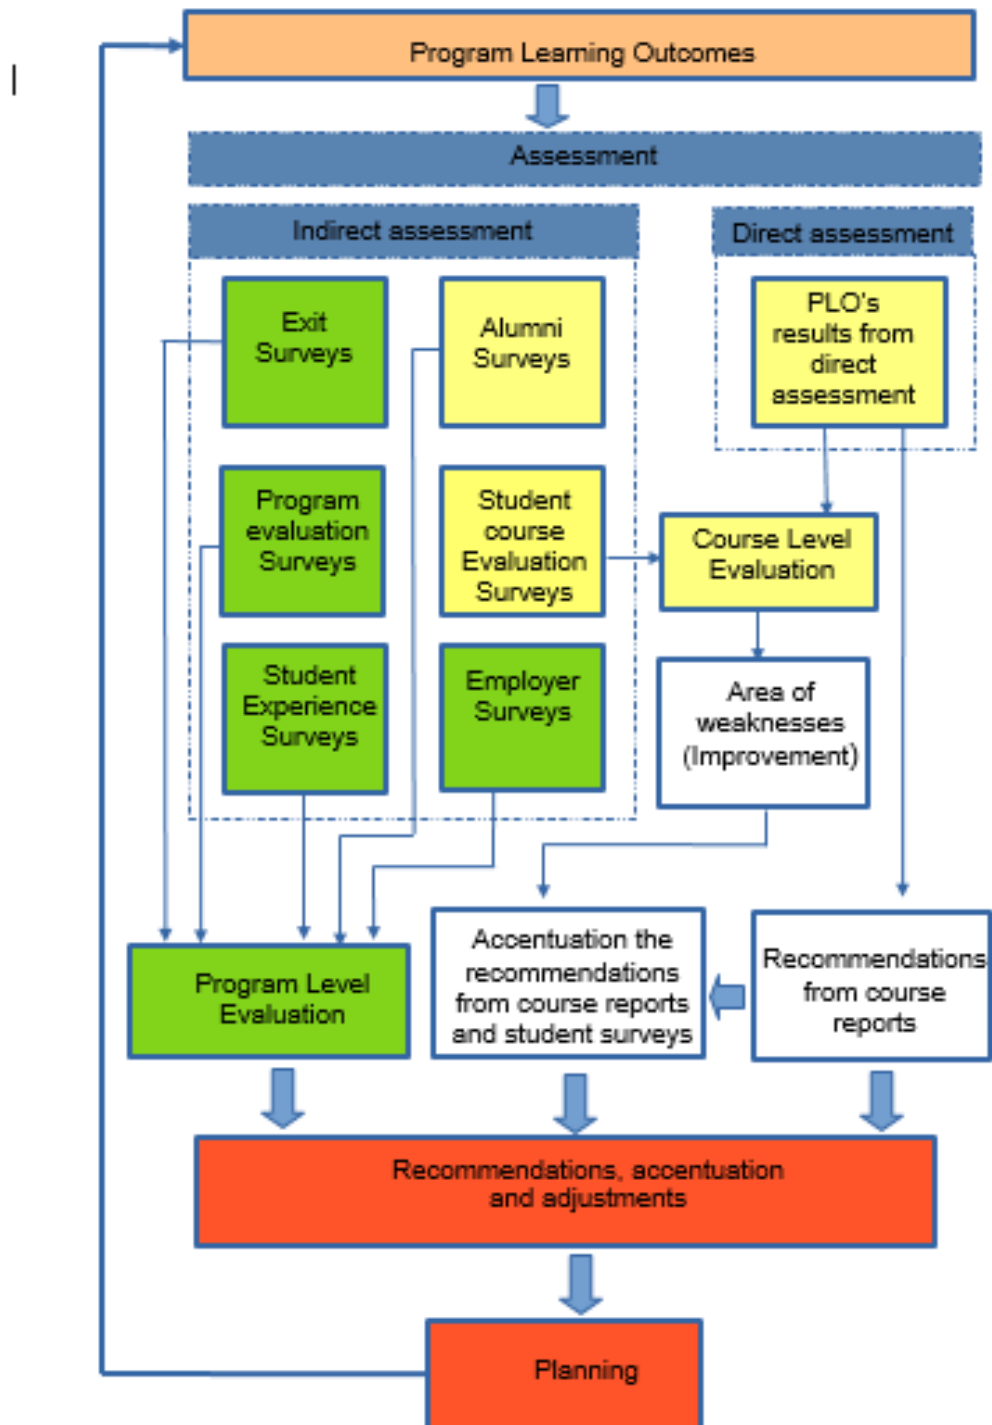 Program Learning Outcomes
Assessment
Indirect assessment
Direct assessment
Exit
Surveys
Alumni
Surveys
PLO's
results from
direct
assessment
Program
evaluation
Surveys
Student
course
Evaluation
Surveys
Course Level
Evaluation
Student
Experience
Surveys
Employer
Surveys
Area of
weaknesses
(Improvement)
Program Level
Evaluation
Accentuation the
recommendations
from course reports
and student surveys
Recommendations
from course
reports
Recommendations, accentuation
and adjustments
Planning